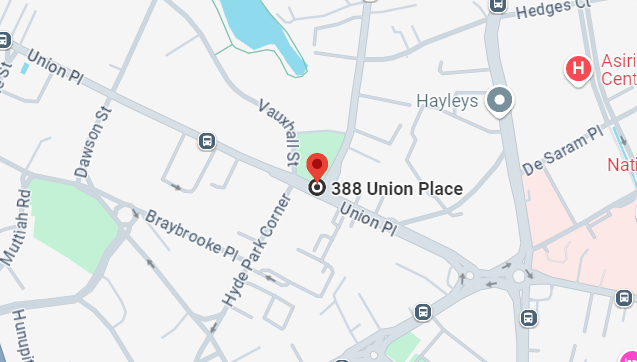 Hedges Ct
Union Pl
Asiri
Cent
H
Hayleys
Vauxhall St
Dawson St
De Saram Pl
Nati
388 Union Place
Muttiah Rd
Braybrooke Pl
Hyde Park Corner
Union Pl